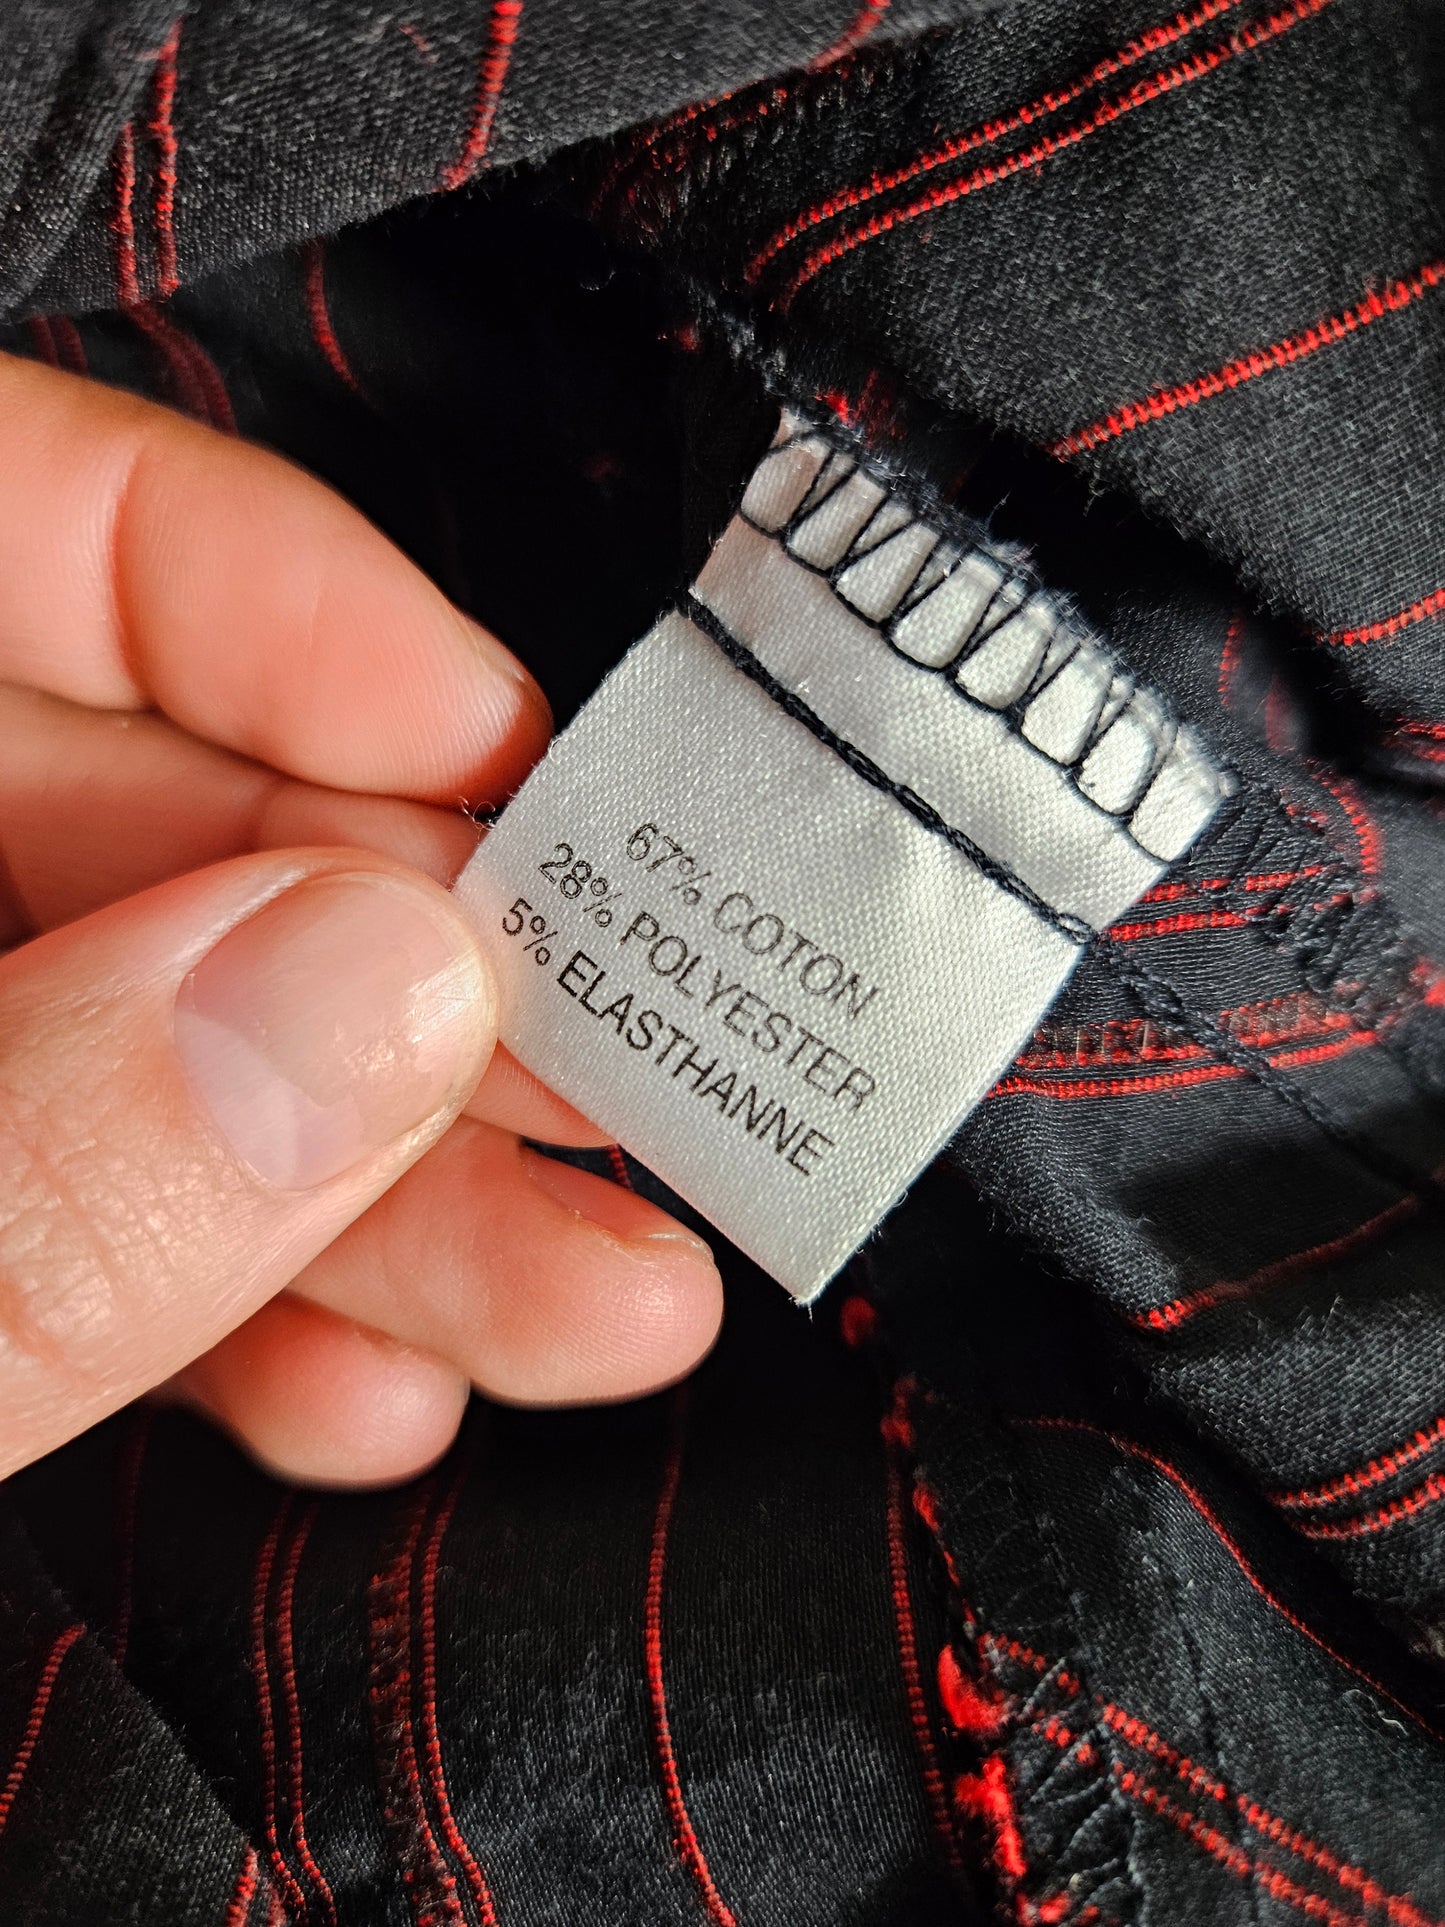 67% COTON
28% POLYESTER
5% ELASTHANNE